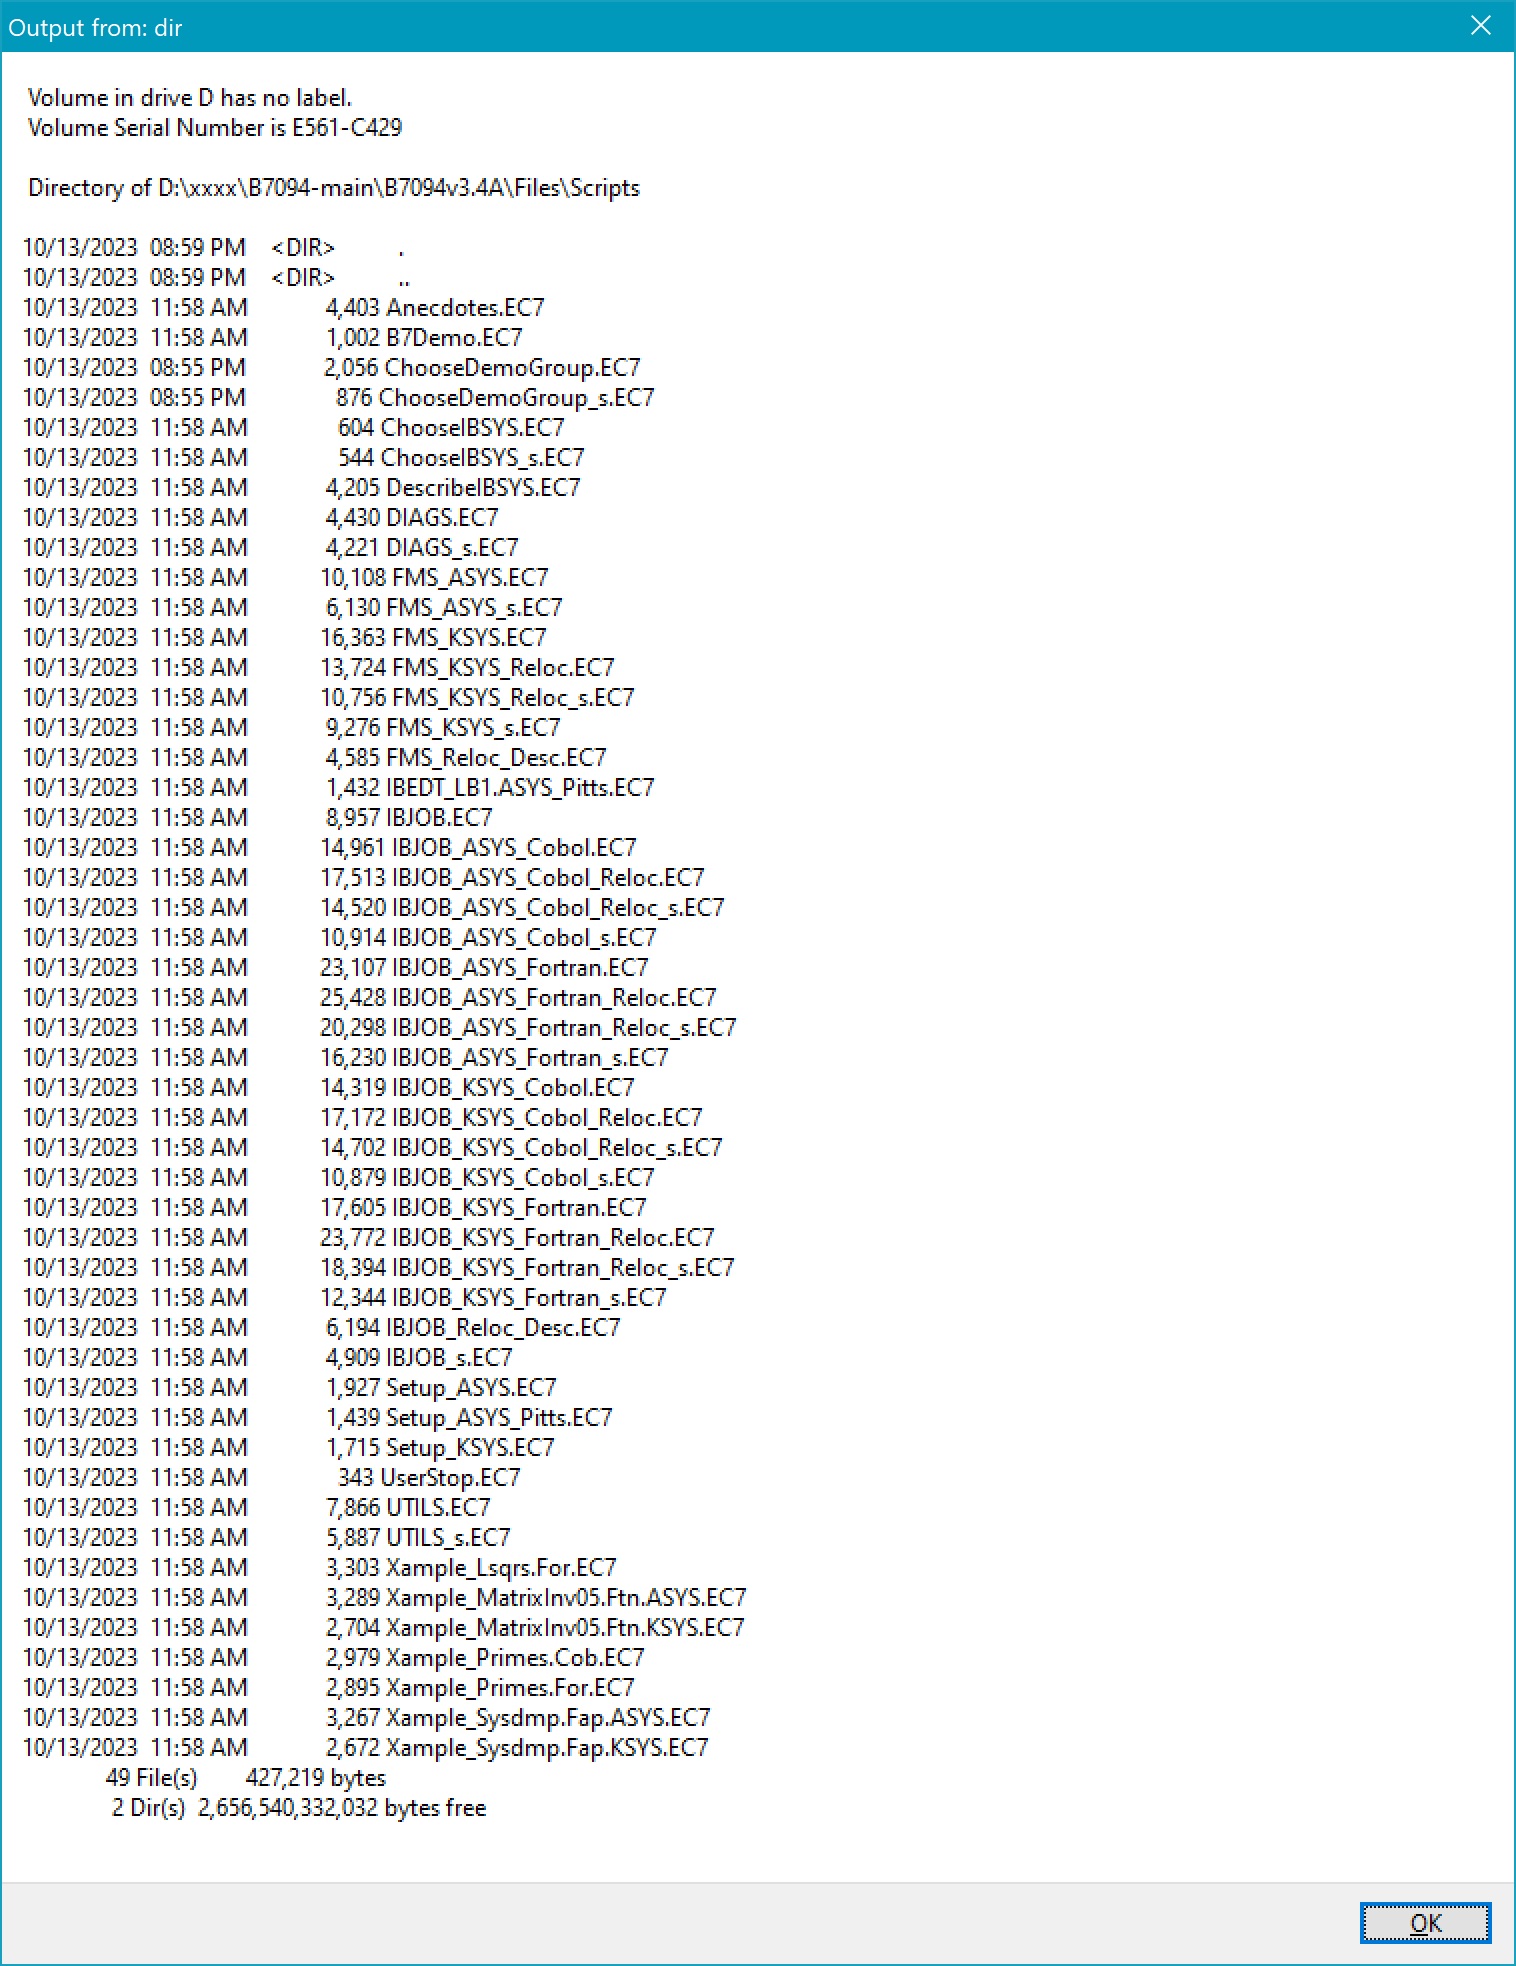 Output from: dir
Volume in drive D has no label.
Volume Serial Number is E561-C429
Directory of D:\xxxx\B7094-main\B7094v3.4A\Files\Scripts
10/13/2023  08:59 PM    <DIR>          .
10/13/2023  08:59 PM    <DIR>          ..
10/13/2023  11:58 AM             4,403 Anecdotes.EC7
10/13/2023  11:58 AM             1,002 B7Demo.EC7
10/13/2023  08:55 PM             2,056 ChooseDemoGroup.EC7
10/13/2023  08:55 PM               876 ChooseDemoGroup_s.EC7
10/13/2023  11:58 AM               604 ChooseIBSYS.EC7
10/13/2023  11:58 AM               544 ChooseIBSYS_s.EC7
10/13/2023  11:58 AM             4,205 DescribeIBSYS.EC7
10/13/2023  11:58 AM             4,430 DIAGS.EC7
10/13/2023  11:58 AM             4,221 DIAGS_s.EC7
10/13/2023  11:58 AM            10,108 FMS_ASYS.EC7
10/13/2023  11:58 AM             6,130 FMS_ASYS_s.EC7
10/13/2023  11:58 AM            16,363 FMS_KSYS.EC7
10/13/2023  11:58 AM            13,724 FMS_KSYS_Reloc.EC7
10/13/2023  11:58 AM            10,756 FMS_KSYS_Reloc_s.EC7
10/13/2023  11:58 AM             9,276 FMS_KSYS_s.EC7
10/13/2023  11:58 AM             4,585 FMS_Reloc_Desc.EC7
10/13/2023  11:58 AM             1,432 IBEDT_LB1.ASYS_Pitts.EC7
10/13/2023  11:58 AM             8,957 IBJOB.EC7
10/13/2023  11:58 AM            14,961 IBJOB_ASYS_Cobol.EC7
10/13/2023  11:58 AM            17,513 IBJOB_ASYS_Cobol_Reloc.EC7
10/13/2023  11:58 AM            14,520 IBJOB_ASYS_Cobol_Reloc_s.EC7
10/13/2023  11:58 AM            10,914 IBJOB_ASYS_Cobol_s.EC7
10/13/2023  11:58 AM            23,107 IBJOB_ASYS_Fortran.EC7
10/13/2023  11:58 AM            25,428 IBJOB_ASYS_Fortran_Reloc.EC7
10/13/2023  11:58 AM            20,298 IBJOB_ASYS_Fortran_Reloc_s.EC7
10/13/2023  11:58 AM            16,230 IBJOB_ASYS_Fortran_s.EC7
10/13/2023  11:58 AM            14,319 IBJOB_KSYS_Cobol.EC7
10/13/2023  11:58 AM            17,172 IBJOB_KSYS_Cobol_Reloc.EC7
10/13/2023  11:58 AM            14,702 IBJOB_KSYS_Cobol_Reloc_s.EC7
10/13/2023  11:58 AM            10,879 IBJOB_KSYS_Cobol_s.EC7
10/13/2023  11:58 AM            17,605 IBJOB_KSYS_Fortran.EC7
10/13/2023  11:58 AM            23,772 IBJOB_KSYS_Fortran_Reloc.EC7
10/13/2023  11:58 AM            18,394 IBJOB_KSYS_Fortran_Reloc_s.EC7
10/13/2023  11:58 AM            12,344 IBJOB_KSYS_Fortran_s.EC7
10/13/2023  11:58 AM             6,194 IBJOB_Reloc_Desc.EC7
10/13/2023  11:58 AM             4,909 IBJOB_s.EC7
10/13/2023  11:58 AM             1,927 Setup_ASYS.EC7
10/13/2023  11:58 AM             1,439 Setup_ASYS_Pitts.EC7
10/13/2023  11:58 AM             1,715 Setup_KSYS.EC7
10/13/2023  11:58 AM               343 UserStop.EC7
10/13/2023  11:58 AM             7,866 UTILS.EC7
10/13/2023  11:58 AM             5,887 UTILS_s.EC7
10/13/2023  11:58 AM             3,303 Xample_Lsqrs.For.EC7
10/13/2023  11:58 AM             3,289 Xample_MatrixInv05.Ftn.ASYS.EC7
10/13/2023  11:58 AM             2,704 Xample_MatrixInv05.Ftn.KSYS.EC7
10/13/2023  11:58 AM             2,979 Xample_Primes.Cob.EC7
10/13/2023  11:58 AM             2,895 Xample_Primes.For.EC7
10/13/2023  11:58 AM             3,267 Xample_Sysdmp.Fap.ASYS.EC7
10/13/2023  11:58 AM             2,672 Xample_Sysdmp.Fap.KSYS.EC7
49 File(s)        427,219 bytes
2 Dir(s)  2,656,540,332,032 bytes free
OK